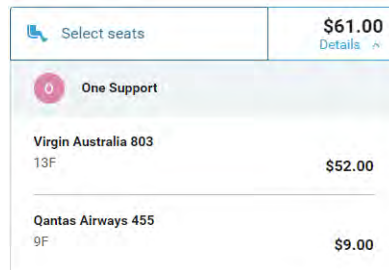 Select seats
$61.00
Details
O
One Support
Virgin Australia 803
13F
$52.00
Qantas Airways 455
9F
$9.00